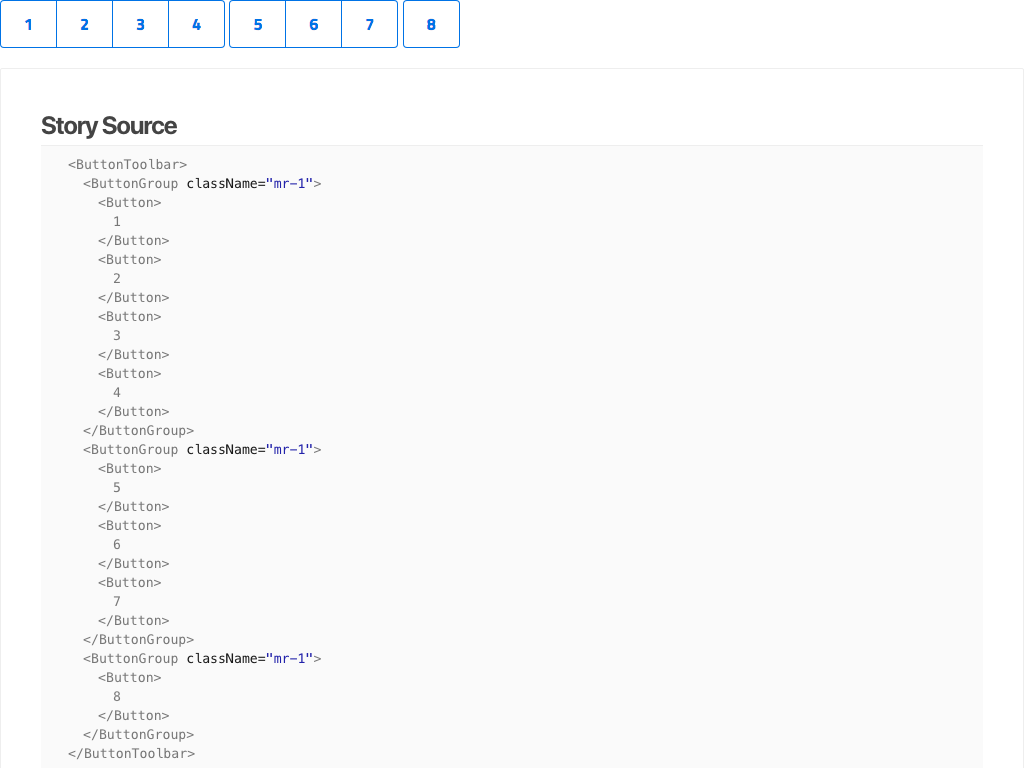 1 2 3 4 5 6 7 8
Story Source
<ButtonToolbar>
<ButtonGroup className="mr-1">
<Button>
1
</Button>
<Button>
2
</Button>
<Button>
3
</Button>
<Button>
4
</Button>
</ButtonGroup>
<ButtonGroup className="mr-1">
<Button>
5
</Button>
<Button>
6
</Button>
<Button>
7
</Button>
</ButtonGroup>
<ButtonGroup className="mr-1">
<Button>
8
</Button>
</ButtonGroup>
</ButtonToolbar>